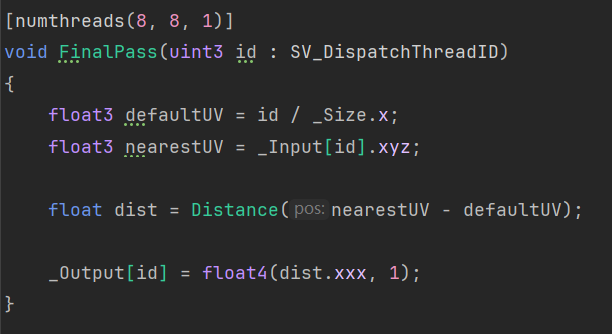 [numthreads(8, 8, 1)]
void FinalPass(uint3 id : SV_DispatchThreadID)
{
    float3 defaultUV = id / _Size.x;
    float3 nearestUV = _Input[id].xyz;

    float dist = Distance(pos: nearestUV - defaultUV);

    _Output[id] = float4(dist.xxx, 1);
}